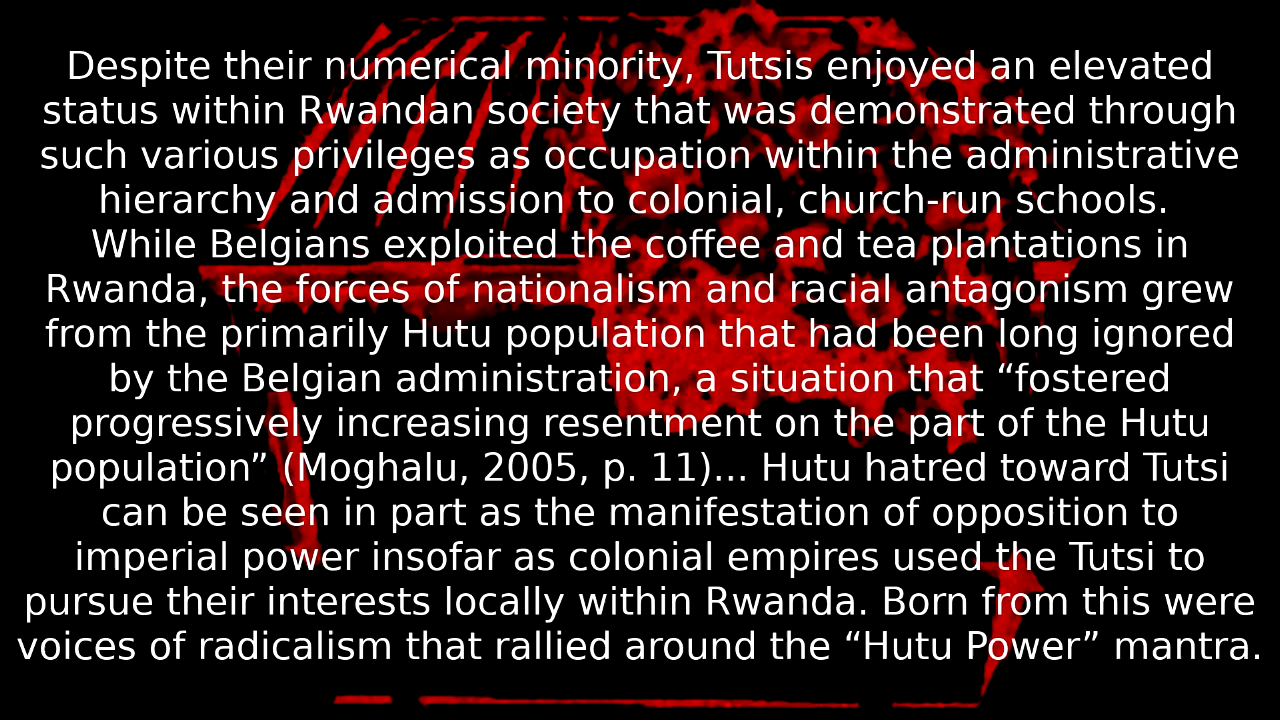 Despite their numerical minority, Tutsis enjoyed an elevated
status within Rwandan society that was demonstrated through
such various privileges as occupation within the administrative
hierarchy and admission to colonial, church-run schools.
While Belgians exploited the coffee and tea plantations in
Rwanda, the forces of nationalism and racial antagonism grew
from the primarily Hutu population that had been long ignored
by the Belgian administration, a situation that “fostered
progressively increasing resentment on the part of the Hutu
population” (Moghalu, 2005, p. 11)... Hutu hatred toward Tutsi
can be seen in part as the manifestation of opposition to
imperial power insofar as colonial empires used the Tutsi to
pursue their interests locally within Rwanda. Born from this were
voices of radicalism that rallied around the “Hutu Power” mantra.